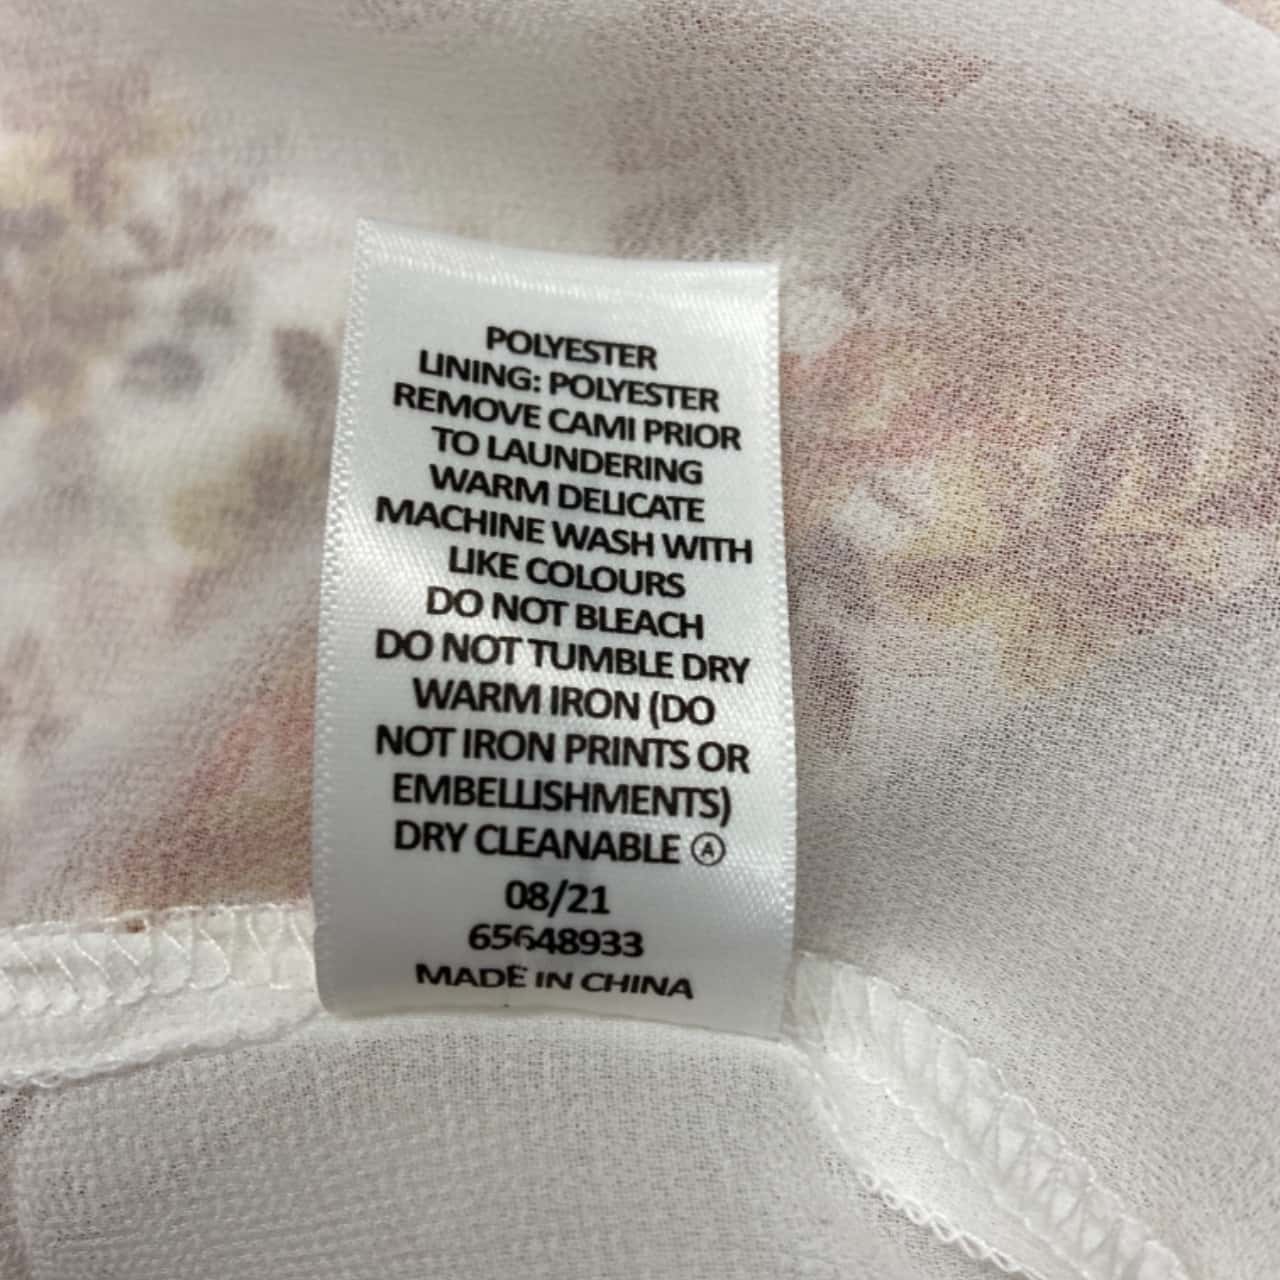 POLYESTER
LINING: POLYESTER
REMOVE CAMI PRIOR
TO LAUNDERING
WARM DELICATE
MACHINE WASH WITH
LIKE COLOURS
DO NOT BLEACH
DO NOT TUMBLE DRY
WARM IRON (DO
NOT IRON PRINTS OR
EMBELLISHMENTS)
DRY CLEANABLE Ⓐ
08/21
65648933
MADE IN CHINA